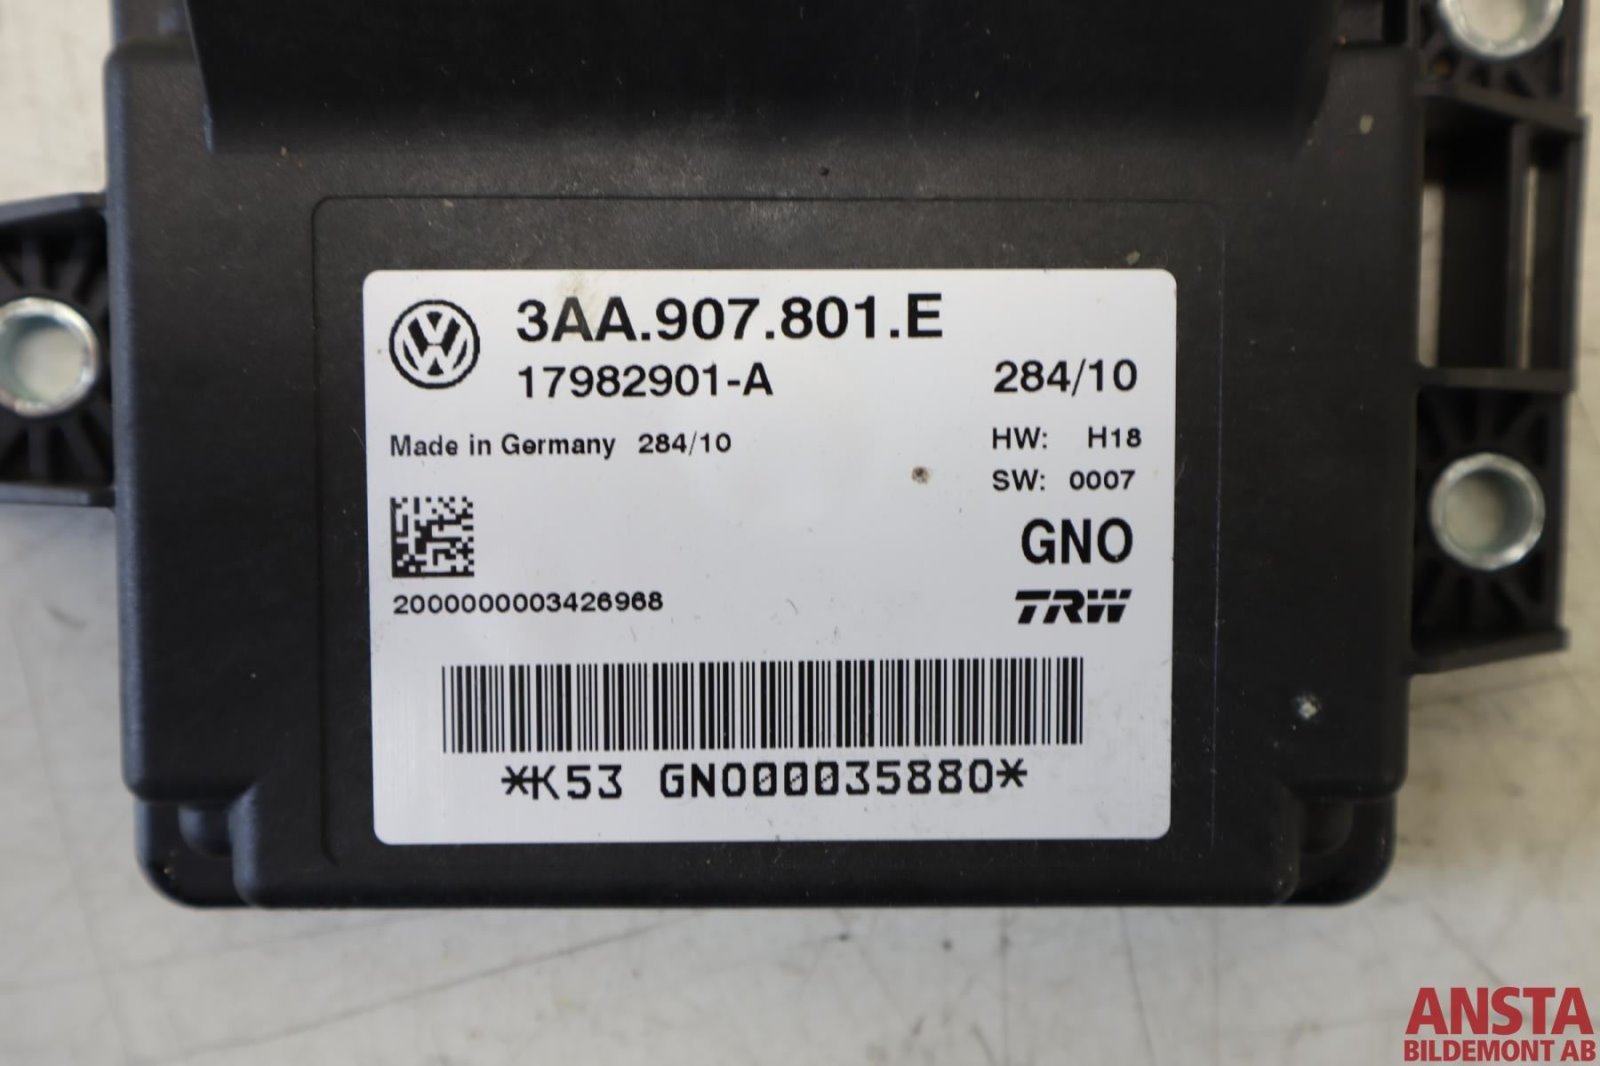 3AA.907.801.E
17982901-A 284/10
Made in Germany 284/10 HW: H18
SW: 0007
GNO
2000000003426968 TRW
*K53 GNO000035880*
ANSTA
BILDEMONT AB